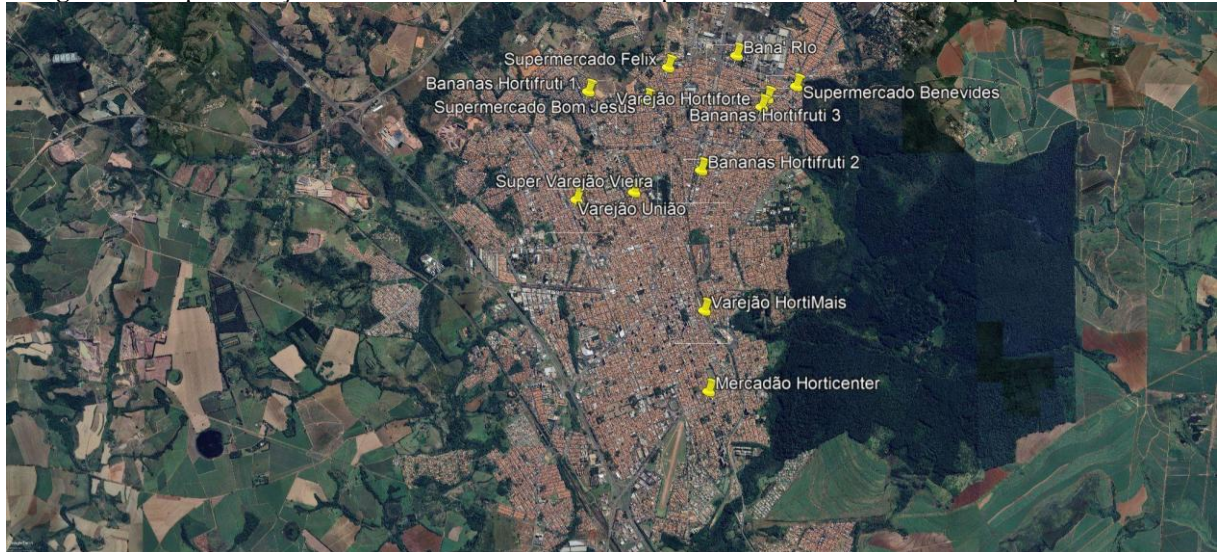 Bana' RIo
Supermercado Felix
Bananas Hortifruti 1
Supermercado Benevides
Varejão Hortiforte
Supermercado Bom Jesus
Bananas Hortifruti 3
Bananas Hortifruti 2
Super Varejão Vieira
Varejão União
Varejão HortiMais
Mercadão Horticenter